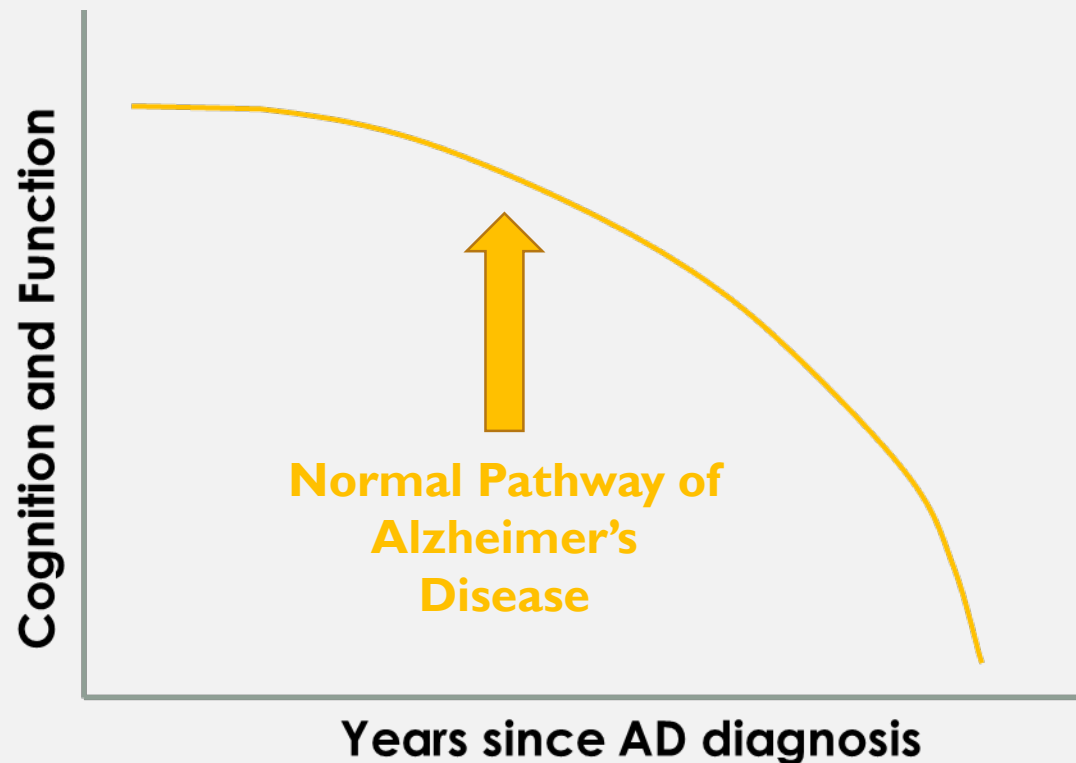 Cognition and Function
Normal Pathway of
Alzheimer’s
Disease
Years since AD diagnosis